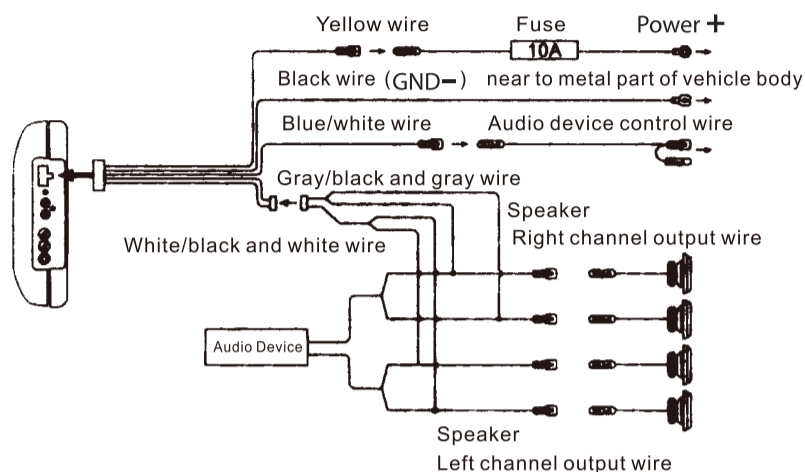 Yellow wire Fuse Power +
10A
Black wire (GND-) near to metal part of vehicle body
Blue/white wire Audio device control wire
Gray/black and gray wire
Speaker
Right channel output wire
White/black and white wire
Audio Device
Speaker
Left channel output wire